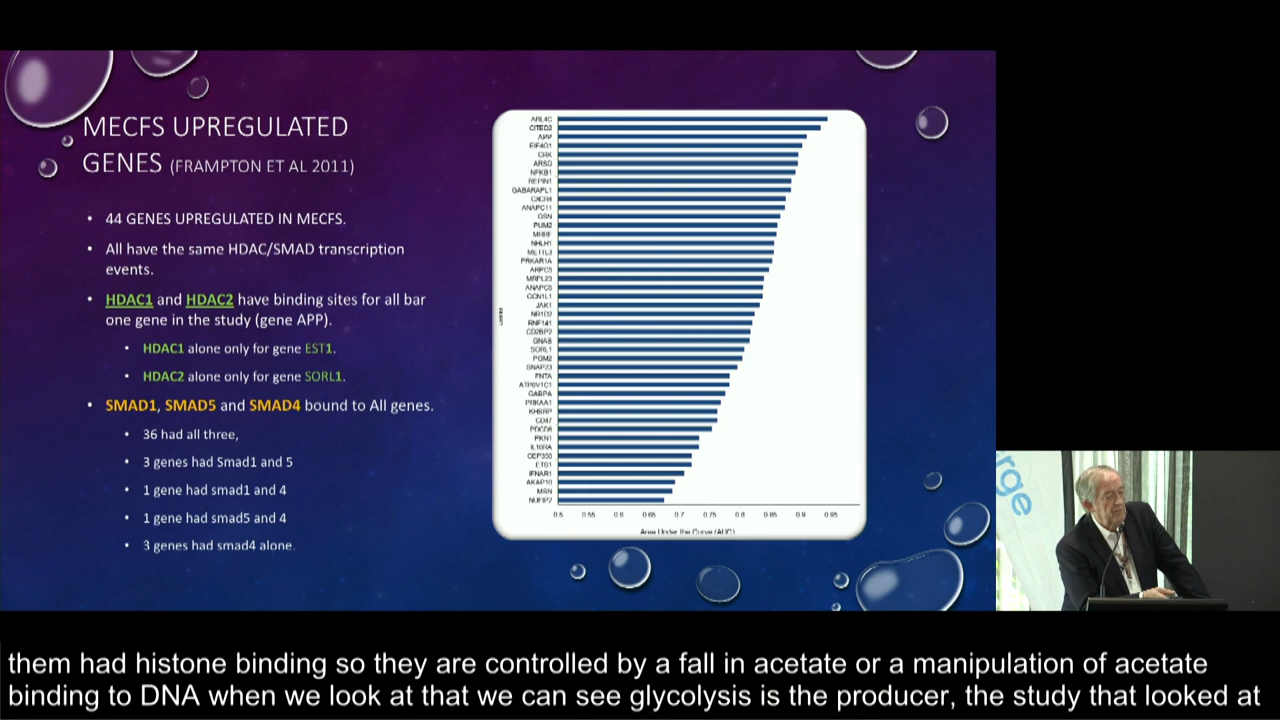 MECFS UPREGULATED
GENES (FRAMPTON ET AL 2011)
• 44 GENES UPREGULATED IN MECFS.
• All have the same HDAC/SMAD transcription
events.
• HDAC1 and HDAC2 have binding sites for all bar
one gene in the study (gene APP).
• HDAC1 alone only for gene EST1.
• HDAC2 alone only for gene SORL1.
• SMAD1, SMAD5 and SMAD4 bound to All genes.
• 36 had all three,
• 3 genes had Smad1 and 5
• 1 gene had smad1 and 4
• 1 gene had smad5 and 4
• 3 genes had smad4 alone.
ARL4C
CITED2
APP
EIF4G1
CRK
ARSD
NFKB1
REPIN1
GABARAPL1
CXCR4
ANAPC11
GSN
PUM2
NHLH1
METTL3
PRKAR1A
ARPC5
MRPL23
ANAPC5
GCN1L1
JAK1
NR1D2
RNF141
CD2BP2
GNAS
SORL1
PGM2
SNAP23
FNTA
ATP6V1C1
GABPA
PRKAA1
KHSRP
CD47
PDCD6
PKN1
IL10RA
CEP350
ETS1
IFNAR1
AKAP10
MSN
NUFIP2
0.5 0.55 0.6 0.65 0.7 0.75 0.8 0.85 0.9 0.95
Area Under the Curve (AUC)
rge
them had histone binding so they are controlled by a fall in acetate or a manipulation of acetate
binding to DNA when we look at that we can see glycolysis is the producer, the study that looked at